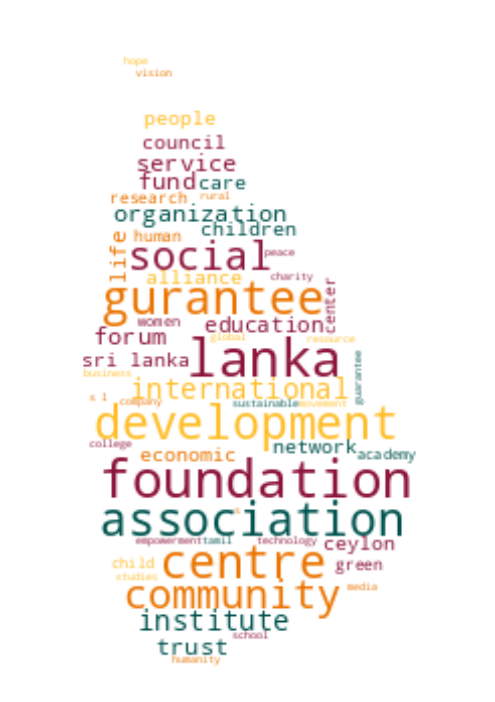 hope
vision
people
council
service
fund care
research rural
organization
children
life human
social peace
alliance charity
gurantee center
women education
forum global resource
sri lanka lanka
business guarantee
international
s l company sustainable movement
development
college network
economic academy
foundation
s
association
empowerment tamil technology ceylon
child centre green
studies
community media
institute
school
trust
humanity